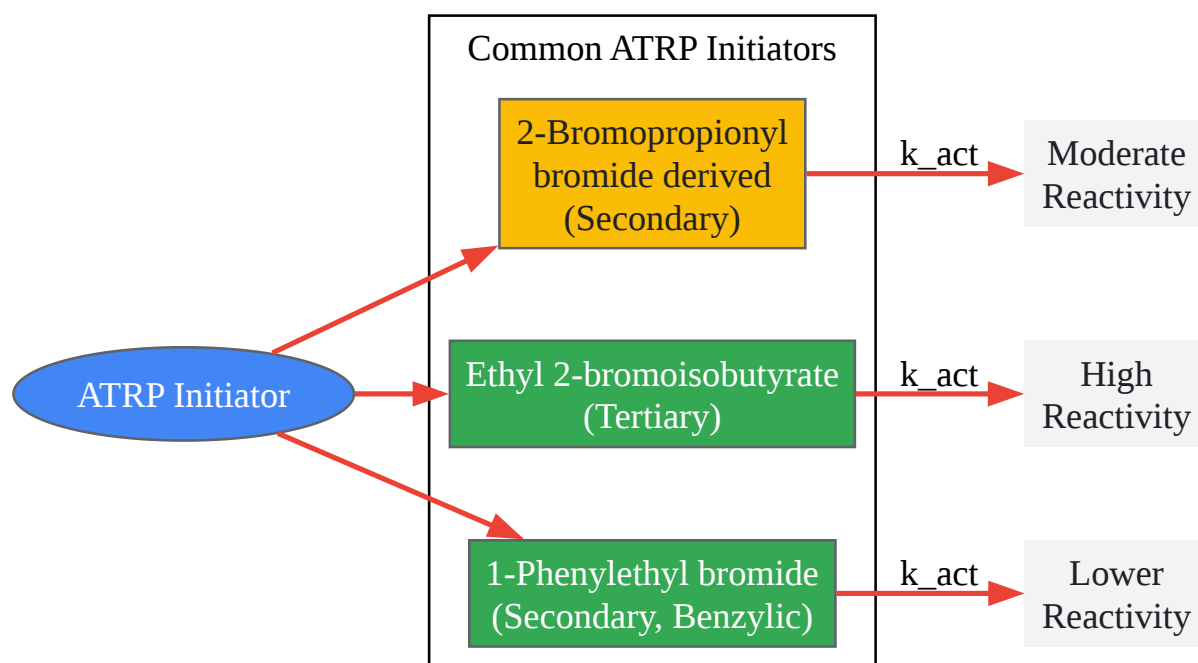 Common ATRP Initiators
2-Bromopropionyl
bromide derived
(Secondary)
k_act
Moderate
Reactivity
ATRP Initiator
Ethyl 2-bromoisobutyrate
(Tertiary)
k_act
High
Reactivity
1-Phenylethyl bromide
(Secondary, Benzylic)
k_act
Lower
Reactivity